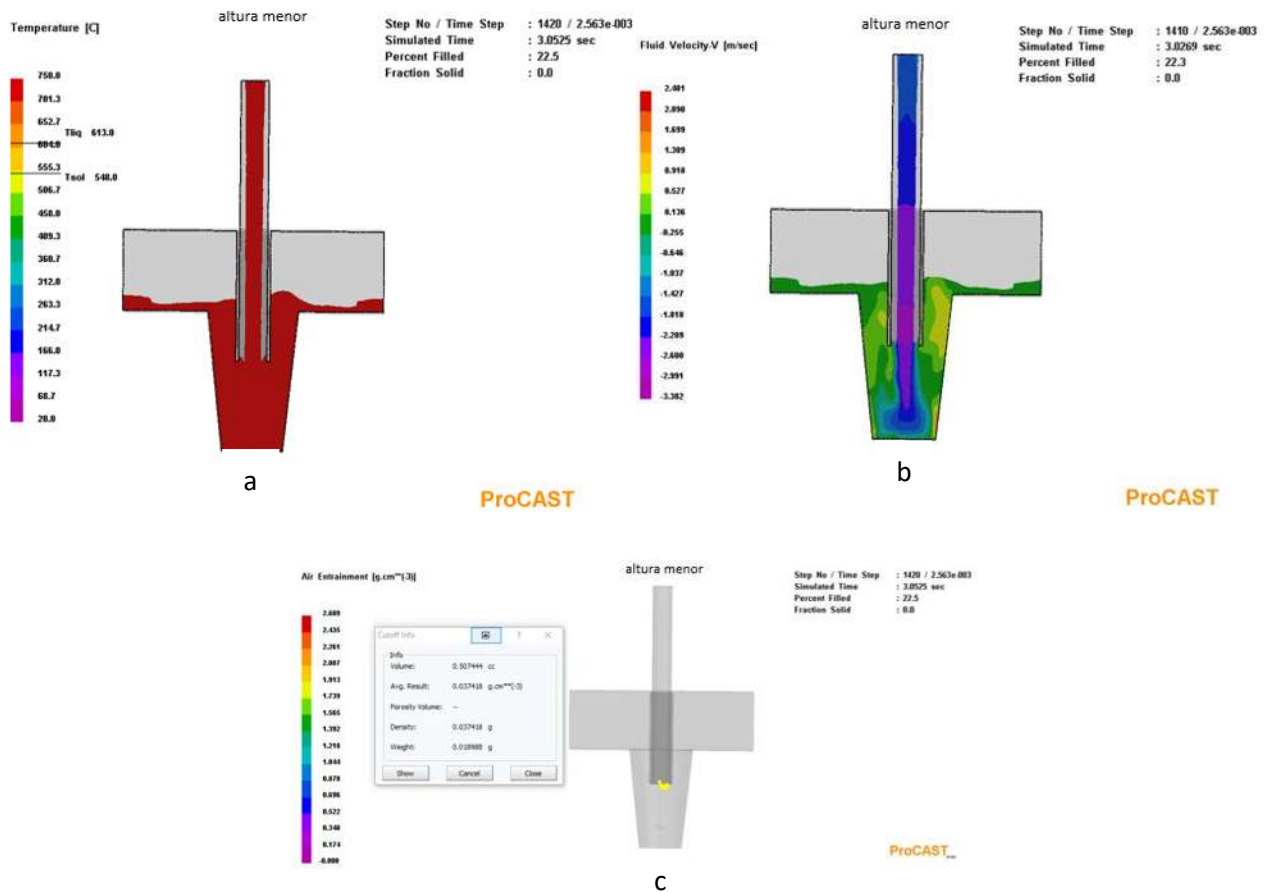 altura menor
Temperature [C]
Step No / Time Step : 1420 / 2.563e-003
Simulated Time : 3.0525 sec
Percent Filled : 22.5
Fraction Solid : 0.0
750.0
701.3
652.7
Tliq 613.0
604.0
555.3
Tsol 548.0
506.7
458.0
409.3
360.7
312.0
263.3
214.7
166.0
117.3
68.7
20.0
a
ProCAST
altura menor
Fluid Velocity-V [m/sec]
Step No / Time Step : 1410 / 2.563e-003
Simulated Time : 3.0269 sec
Percent Filled : 22.3
Fraction Solid : 0.0
2.481
2.090
1.699
1.309
0.918
0.527
0.136
-0.255
-0.646
-1.037
-1.427
-1.818
-2.209
-2.600
-2.991
-3.382
b
ProCAST
altura menor
Air Entrainment [g.cm**(-3)]
Step No / Time Step : 1420 / 2.563e-003
Simulated Time : 3.0525 sec
Percent Filled : 22.5
Fraction Solid : 0.0
2.609
2.435
2.261
2.087
1.913
1.739
1.565
1.392
1.218
1.044
0.870
0.696
0.522
0.348
0.174
-0.000
Cutoff Info
? ×
Info
Volume: 0.507444 cc
Avg. Result: 0.037418 g.cm**(-3)
Porosity Volume: --
Density: 0.037418 g
Weight: 0.018988 g
Show Cancel Close
ProCAST
c